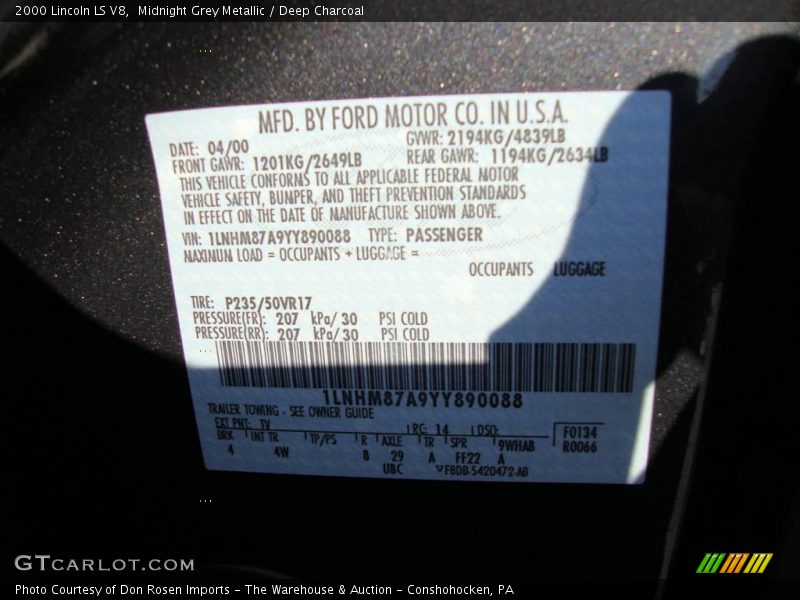 2000 Lincoln LS V8,  Midnight Grey Metallic / Deep Charcoal
MFD. BY FORD MOTOR CO. IN U.S.A.
DATE: 04/00 GVWR: 2194KG/4839LB
FRONT GAWR: 1201KG/2649LB REAR GAWR: 1194KG/2634LB
THIS VEHICLE CONFORMS TO ALL APPLICABLE FEDERAL MOTOR
VEHICLE SAFETY, BUMPER, AND THEFT PREVENTION STANDARDS
IN EFFECT ON THE DATE OF MANUFACTURE SHOWN ABOVE.
VIN: 1LNHM87A9YY890088 TYPE: PASSENGER
MAXIMUM LOAD = OCCUPANTS + LUGGAGE =
OCCUPANTS LUGGAGE
TIRE: P235/50VR17
PRESSURE(FR): 207 kPa/ 30 PSI COLD
PRESSURE(RR): 207 kPa/ 30 PSI COLD
1LNHM87A9YY890088
TRAILER TOWING - SEE OWNER GUIDE
EXT PNT: TV RC: 14 DSO: F0134
BRK INT TR TP/PS R AXLE TR SPR 9WHA8 R0066
4 4W 8 29 A FF22 A
UBC F8DB-5420472-AB
GTCARLOT.COM
Photo Courtesy of Don Rosen Imports – The Warehouse & Auction – Conshohocken, PA